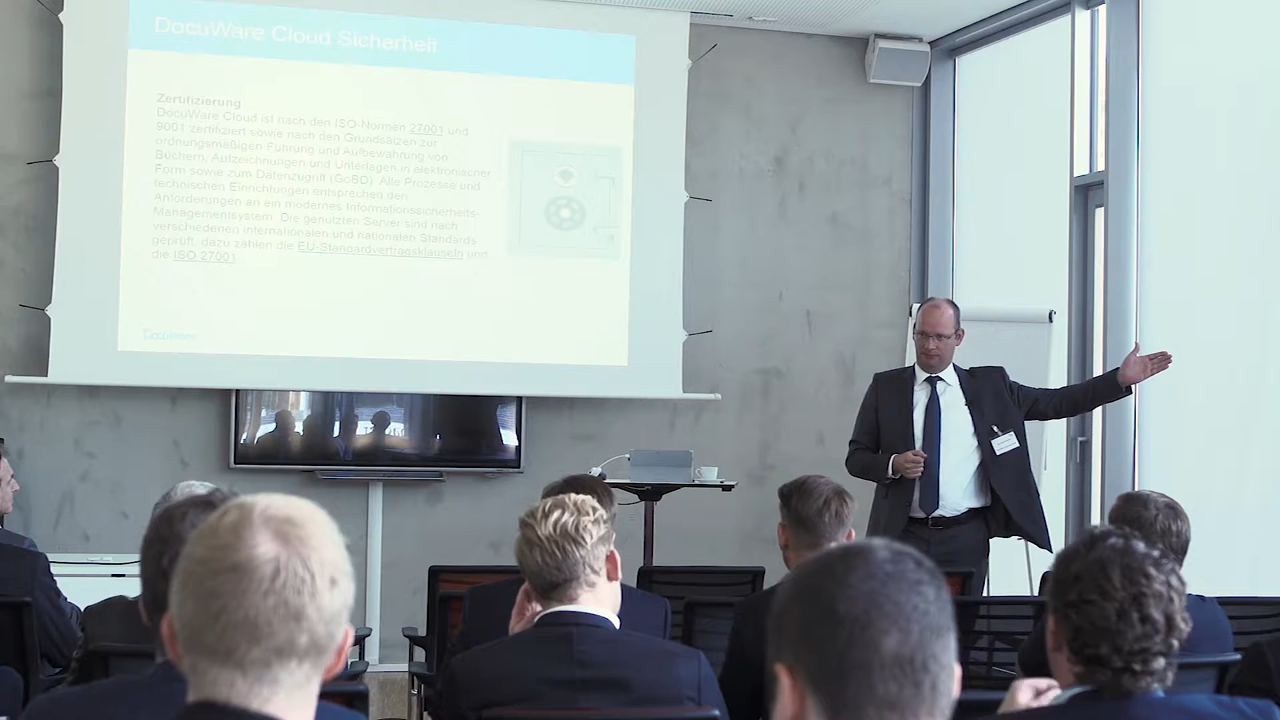 DocuWare Cloud Sicherheit
Zertifizierung
DocuWare Cloud ist nach den ISO-Normen 27001 und
9001 zertifiziert sowie nach den Grundsätzen zur
ordnungsmäßigen Führung und Aufbewahrung von
Büchern, Aufzeichnungen und Unterlagen in elektronischer
Form sowie zum Datenzugriff (GoBD). Alle Prozesse und
technischen Einrichtungen entsprechen den
Anforderungen an ein modernes Informationssicherheits-
Managementsystem. Die genutzten Server sind nach
verschiedenen internationalen und nationalen Standards
geprüft, dazu zählen die EU-Standardvertragsklauseln und
die ISO 27001
DocuWare